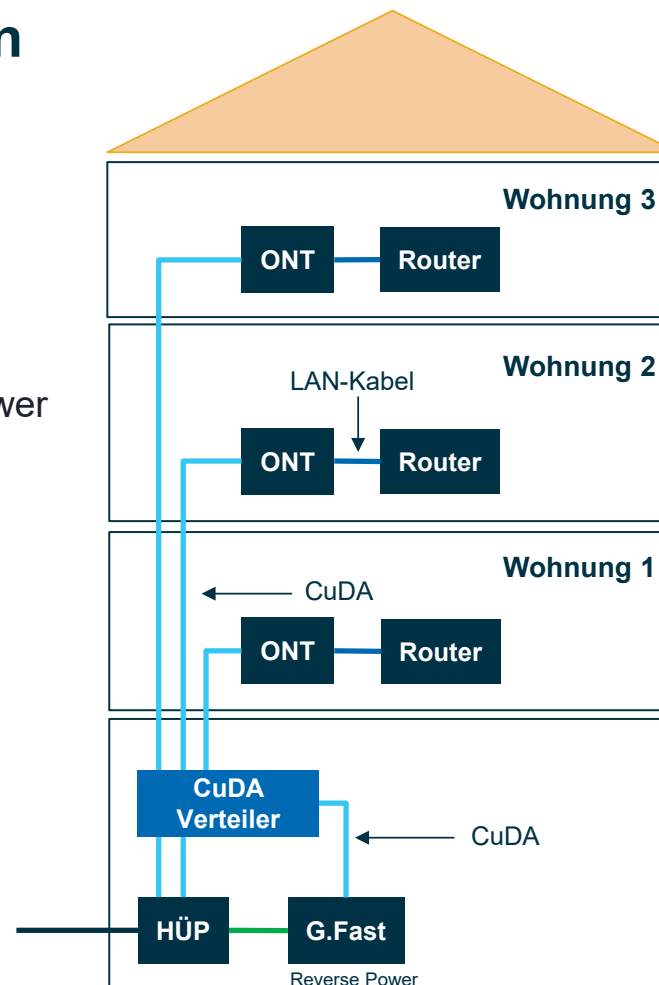 n
Wohnung 3
ONT
Router
wer
Wohnung 2
LAN-Kabel
ONT
Router
Wohnung 1
CuDA
ONT
Router
CuDA
Verteiler
CuDA
HÜP
G.Fast
Reverse Power